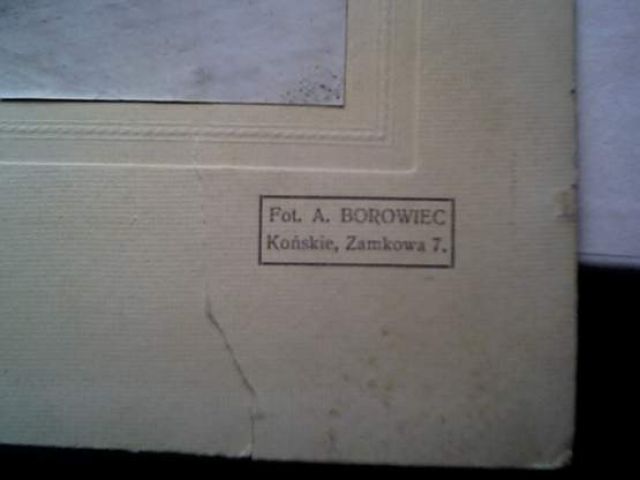 Fot. A. BOROWIEC
Końskie, Zamkowa 7.